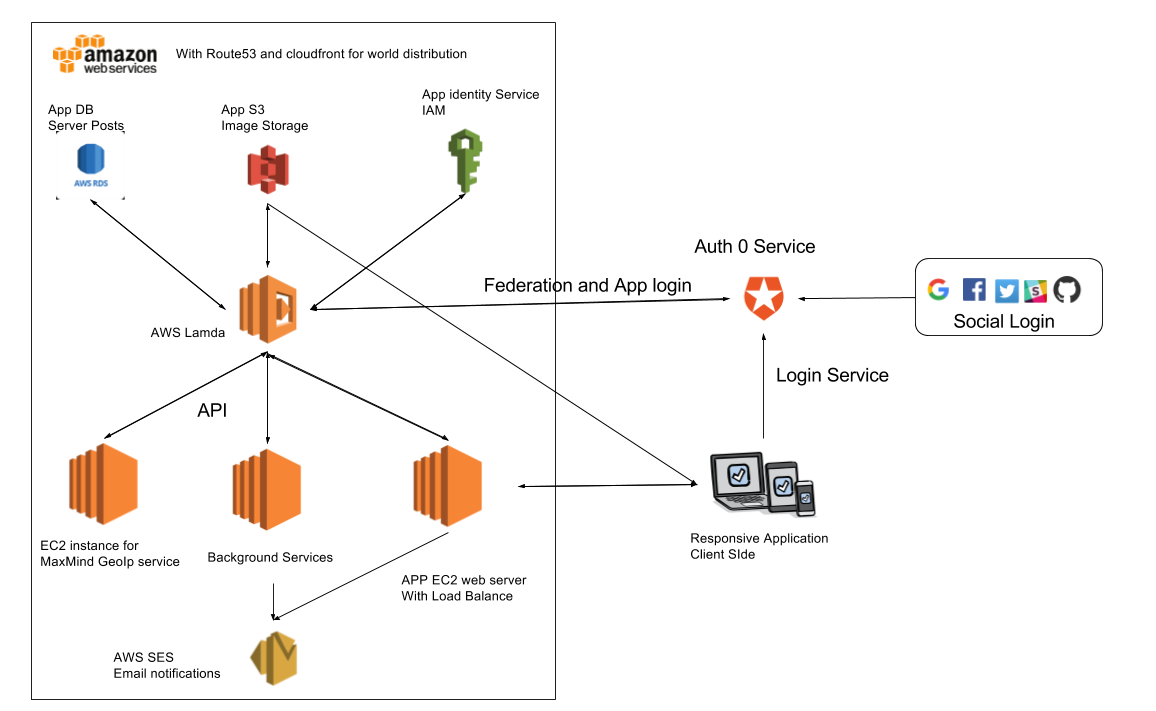 amazon
webservices
With Route53 and cloudfront for world distribution
App DB
Server Posts
App S3
Image Storage
App identity Service
IAM
AWS RDS
Auth 0 Service
Federation and App login
G
S
Social Login
AWS Lamda
Login Service
API
Responsive Application
Client SIde
EC2 instance for
MaxMind GeoIp service
Background Services
APP EC2 web server
With Load Balance
AWS SES
Email notifications